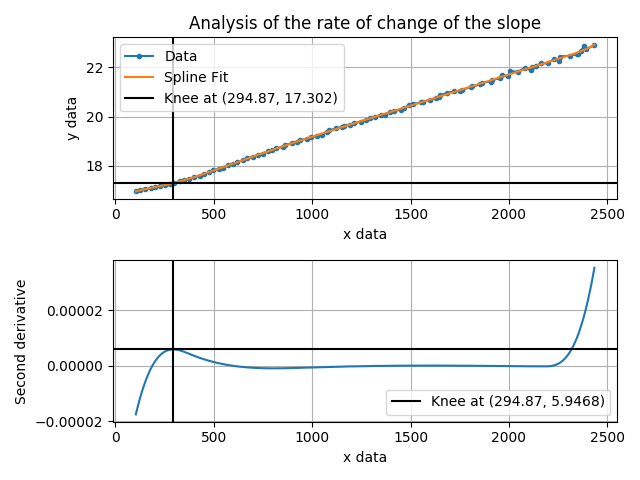 Analysis of the rate of change of the slope
Data
Spline Fit
Knee at (294.87, 17.302)
22
20
18
y data
0 500 1000 1500 2000 2500
x data
Second derivative
0.00002
0.00000
−0.00002
Knee at (294.87, 5.9468)
0 500 1000 1500 2000 2500
x data